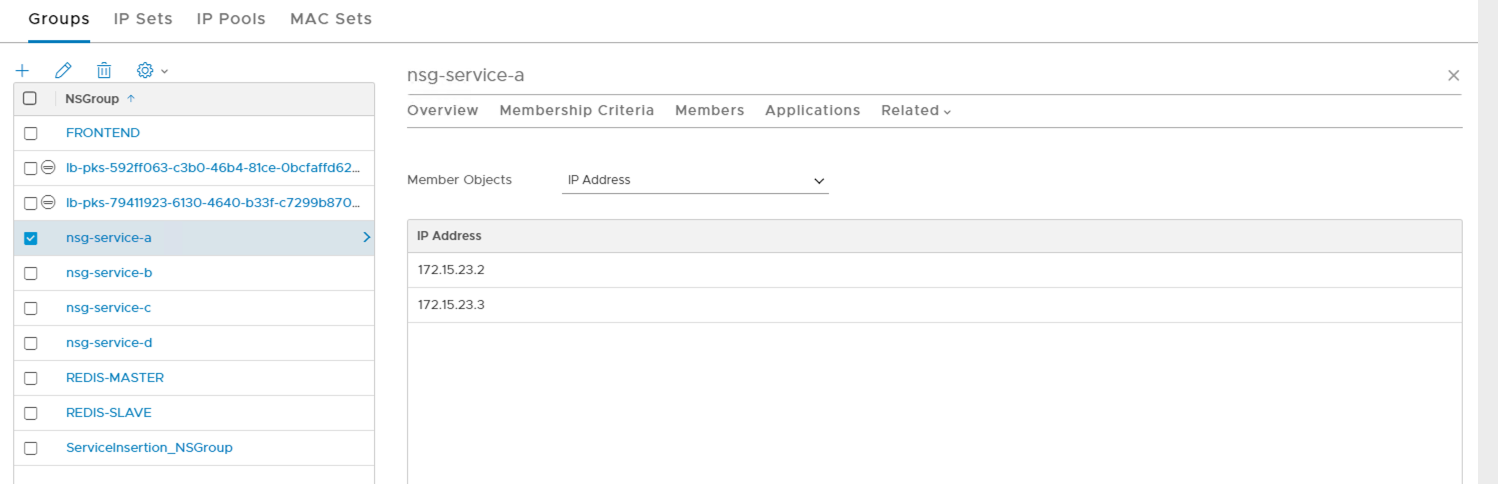 Groups IP Sets IP Pools MAC Sets
NSGroup
FRONTEND
lb-pks-592ff063-c3b0-46b4-81ce-0bcfaffd62...
lb-pks-79411923-6130-4640-b33f-c7299b870...
nsg-service-a
nsg-service-b
nsg-service-c
nsg-service-d
REDIS-MASTER
REDIS-SLAVE
ServiceInsertion_NSGroup
nsg-service-a
Overview Membership Criteria Members Applications Related
Member Objects IP Address
IP Address
172.15.23.2
172.15.23.3